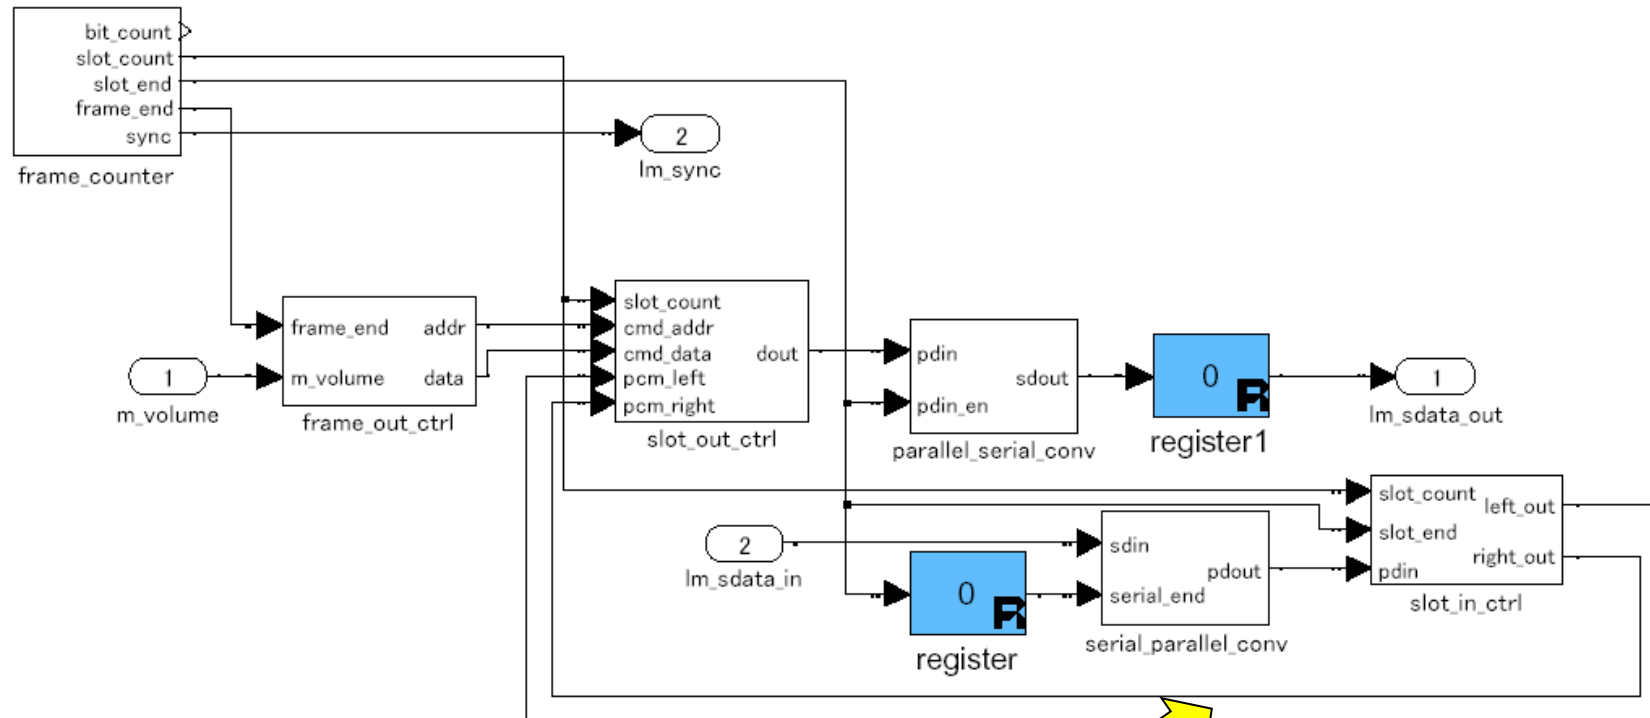 bit_count
slot_count
slot_end
frame_end
sync
frame_counter
2
lm_sync
frame_end
addr
m_volume
data
frame_out_ctrl
1
m_volume
slot_count
cmd_addr
cmd_data
dout
pcm_left
pcm_right
slot_out_ctrl
pdin
sdout
pdin_en
parallel_serial_conv
0
register1
1
lm_sdata_out
slot_count
left_out
slot_end
right_out
pdin
slot_in_ctrl
2
lm_sdata_in
0
register
sdin
pdout
serial_end
serial_parallel_conv